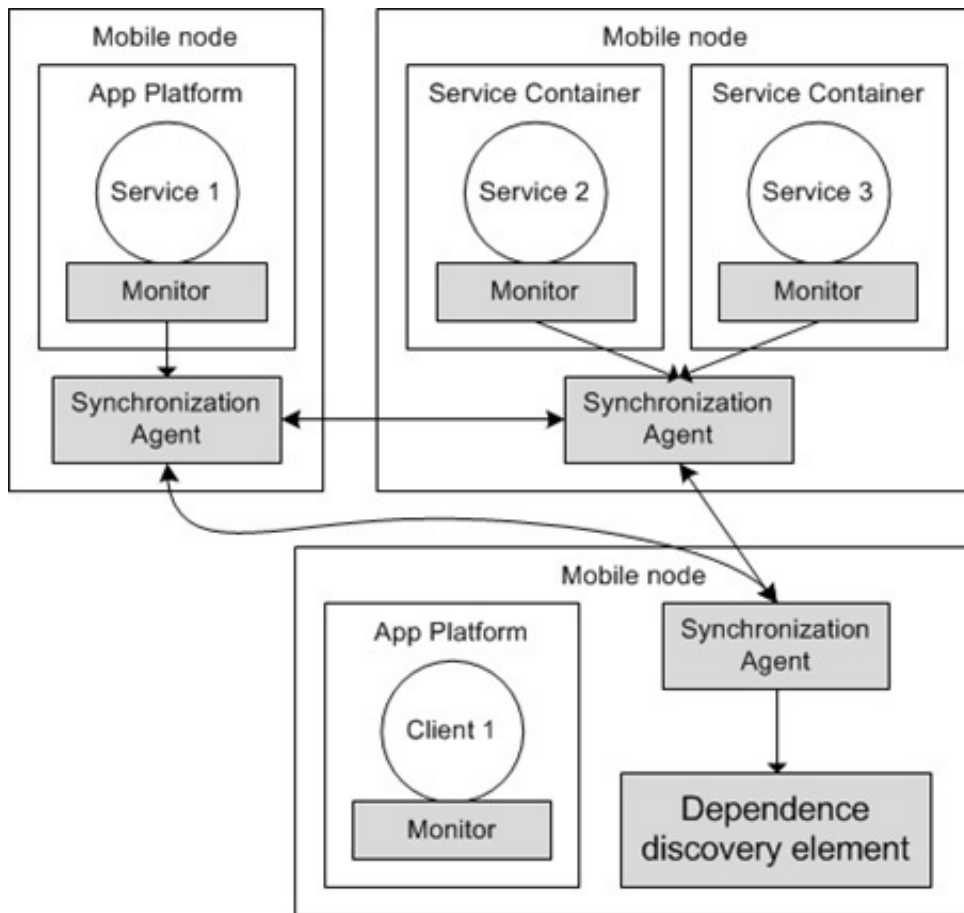 Mobile node
App Platform
Service 1
Monitor
Synchronization
Agent
Mobile node
Service Container
Service 2
Monitor
Service Container
Service 3
Monitor
Synchronization
Agent
Mobile node
App Platform
Client 1
Monitor
Synchronization
Agent
Dependence
discovery element